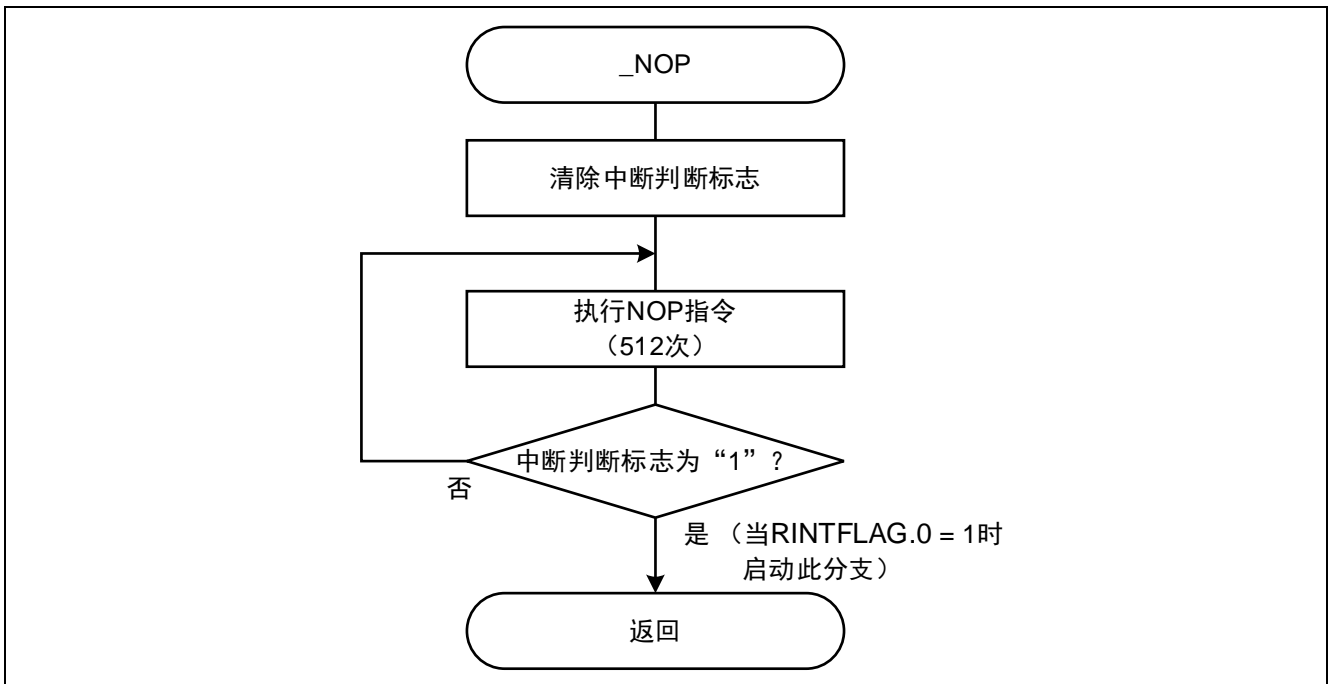 _NOP
清除中断判断标志
执行NOP指令
（512次）
中断判断标志为“1”?
否
是 （当RINTFLAG.0 = 1时
启动此分支）
返回